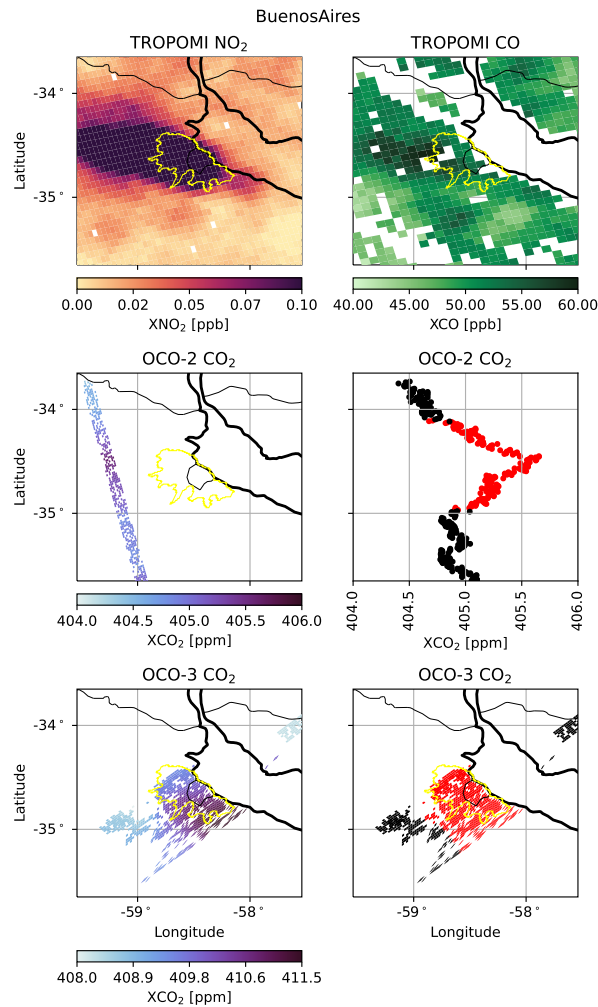 BuenosAires
TROPOMI NO₂
TROPOMI CO
-34°
-35°
Latitude
0.00 0.02 0.05 0.07 0.10
XNO₂ [ppb]
40.00 45.00 50.00 55.00 60.00
XCO [ppb]
OCO-2 CO₂
OCO-2 CO₂
-34°
-35°
Latitude
404.0 404.5 405.0 405.5 406.0
XCO₂ [ppm]
404.0 404.5 405.0 405.5 406.0
XCO₂ [ppm]
OCO-3 CO₂
OCO-3 CO₂
-34°
-35°
Latitude
-59° -58°
Longitude
-59° -58°
Longitude
408.0 408.9 409.8 410.6 411.5
XCO₂ [ppm]